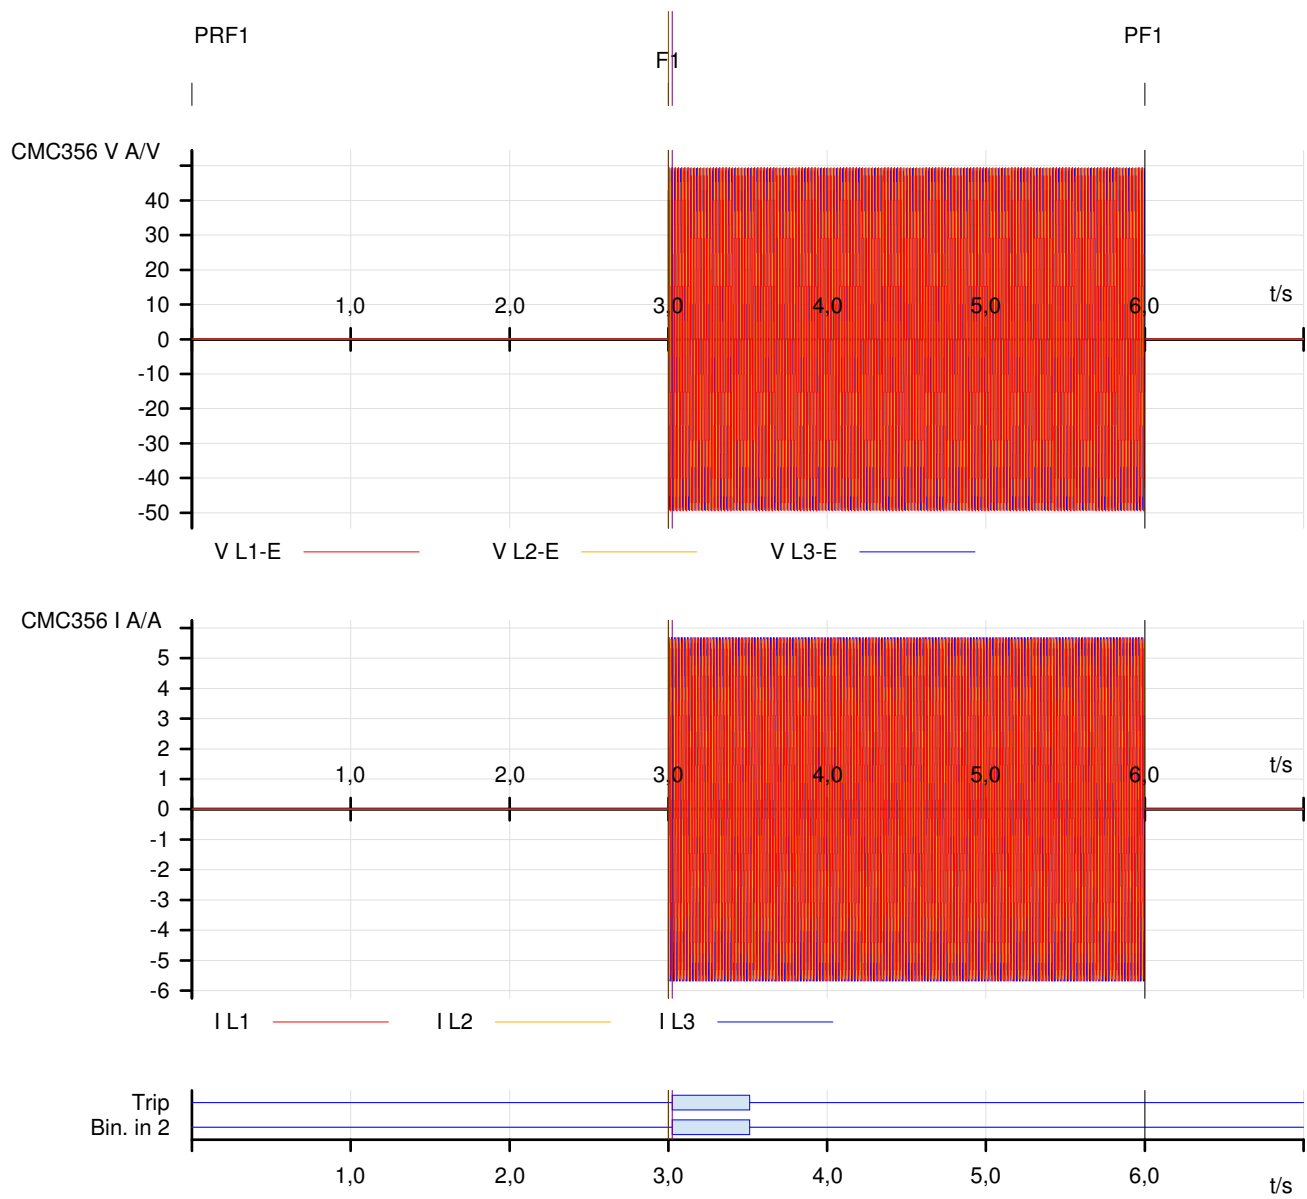 PRF1
PF1
F1
CMC356 V A/V
40
30
20
10
0
-10
-20
-30
-40
-50
1,0 2,0 3,0 4,0 5,0 6,0 t/s
V L1-E V L2-E V L3-E
CMC356 I A/A
5
4
3
2
1
0
-1
-2
-3
-4
-5
-6
1,0 2,0 3,0 4,0 5,0 6,0 t/s
I L1 I L2 I L3
Trip
Bin. in 2
1,0 2,0 3,0 4,0 5,0 6,0 t/s